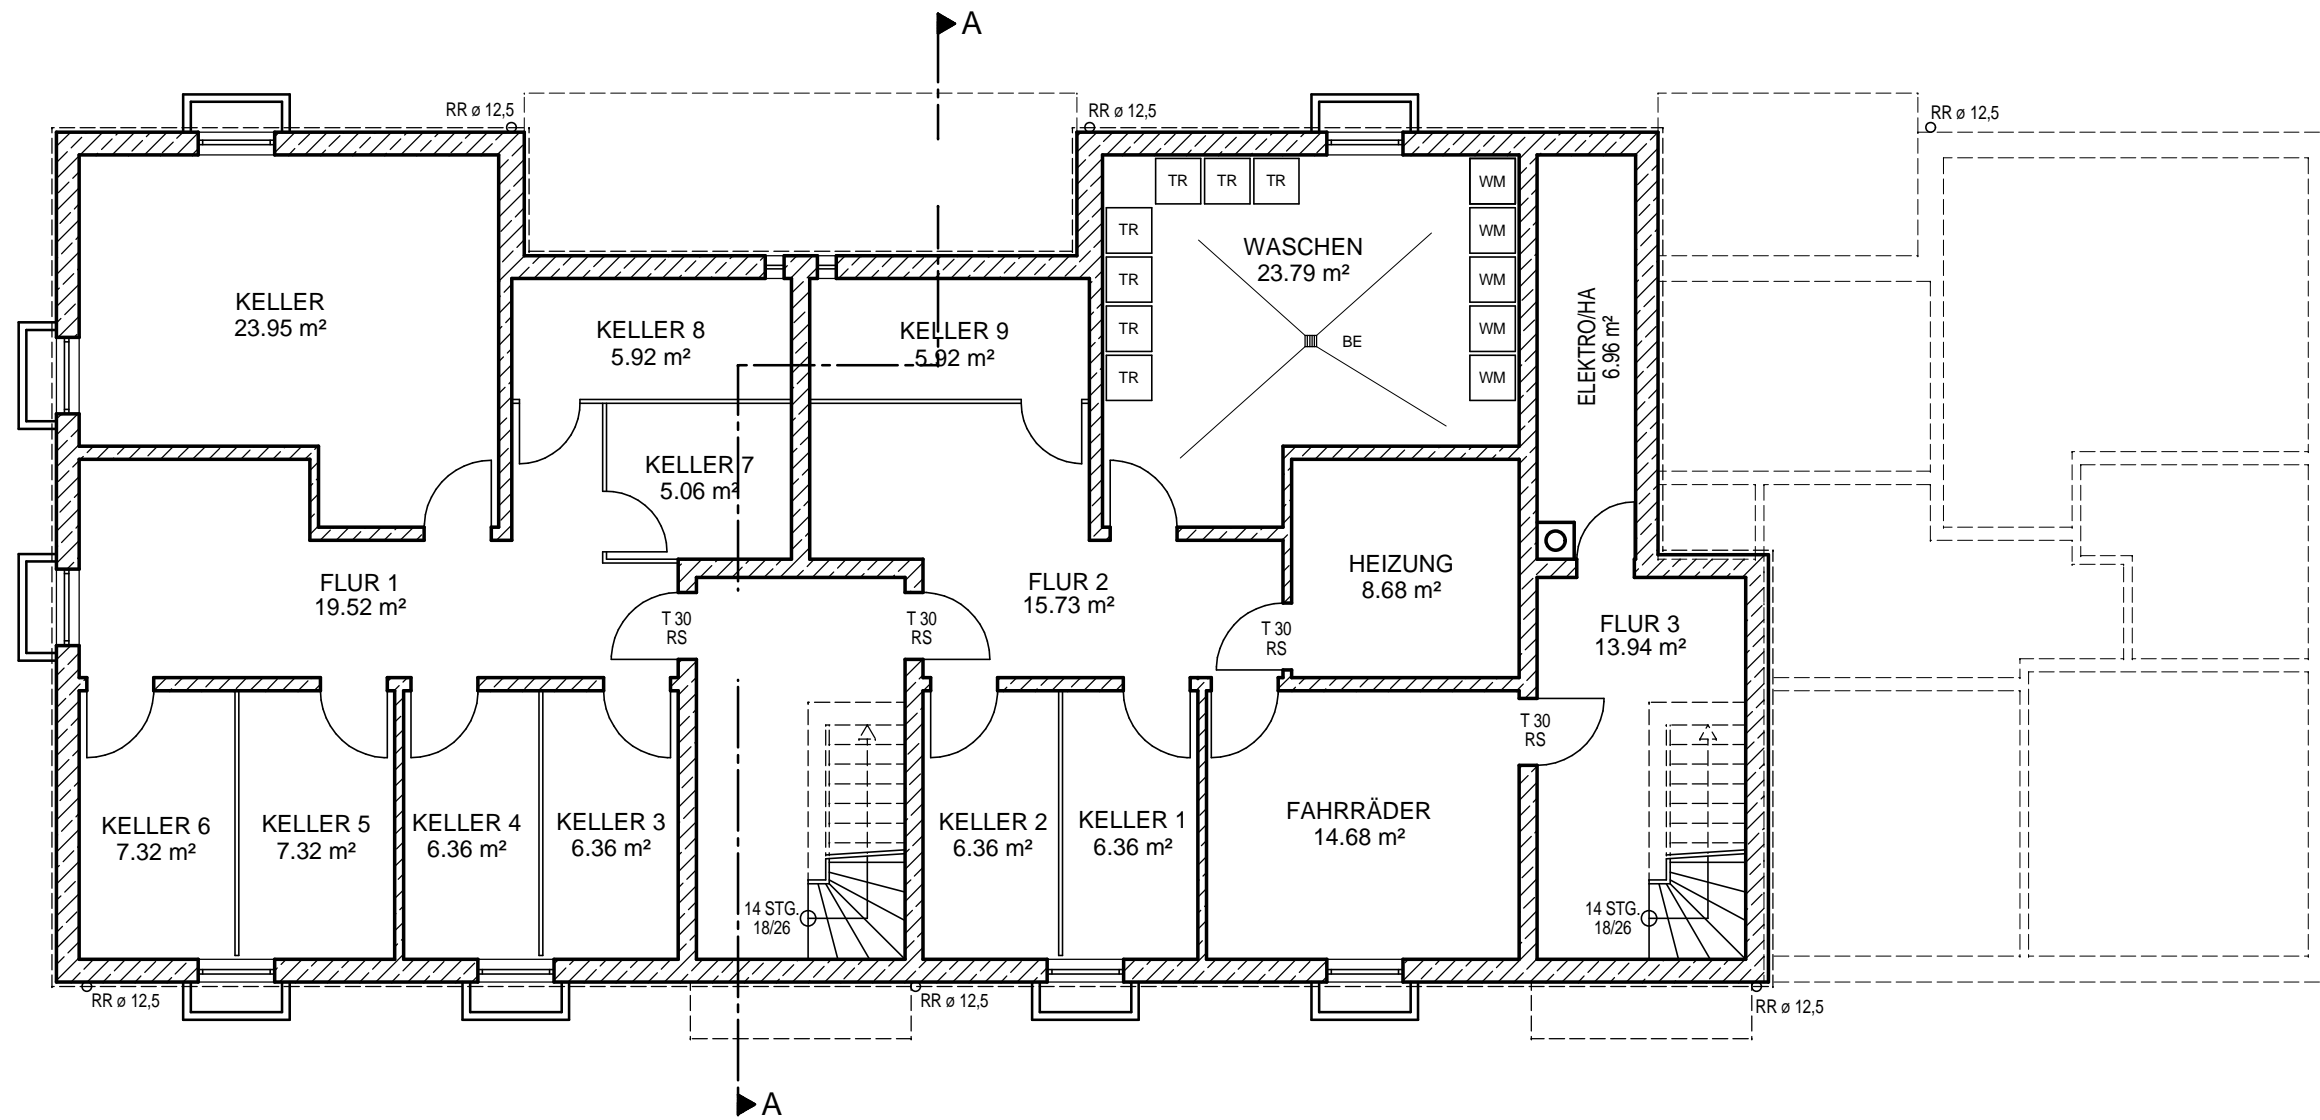 A
RR ø 12,5
RR ø 12,5
RR ø 12,5
TR
TR
TR
WM
TR
WM
WASCHEN
23.79 m²
TR
WM
KELLER
23.95 m²
KELLER 8
5.92 m²
KELLER 9
5.92 m²
TR
BE
WM
ELEKTRO/HA
6.96 m²
TR
WM
KELLER 7
5.06 m²
FLUR 1
19.52 m²
FLUR 2
15.73 m²
HEIZUNG
8.68 m²
T 30
RS
T 30
RS
T 30
RS
FLUR 3
13.94 m²
T 30
RS
KELLER 6
7.32 m²
KELLER 5
7.32 m²
KELLER 4
6.36 m²
KELLER 3
6.36 m²
KELLER 2
6.36 m²
KELLER 1
6.36 m²
FAHRRÄDER
14.68 m²
14 STG.
18/26
14 STG.
18/26
RR ø 12,5
RR ø 12,5
RR ø 12,5
A